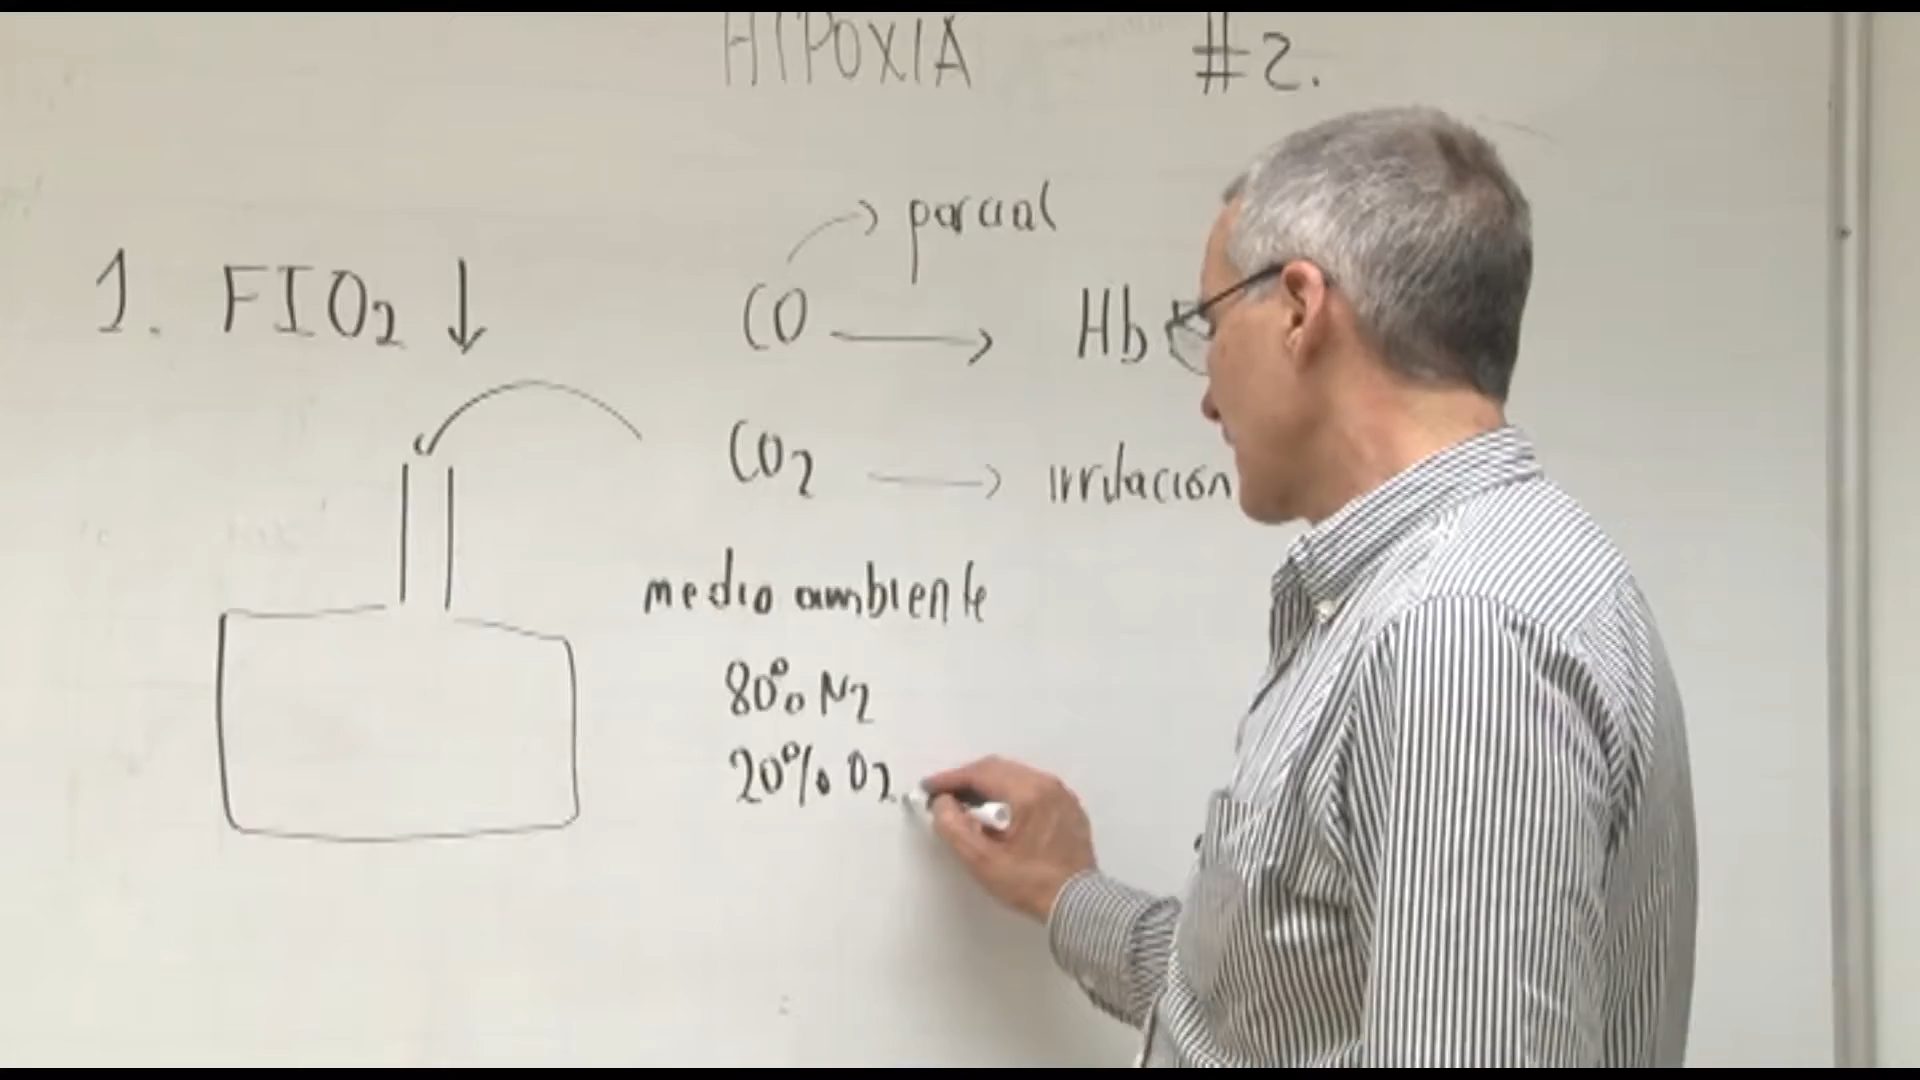 HIPOXIA #2.
1. FIO2 ↓
parcial
CO → Hb
CO2 → irritación
medio ambiente
80% N2
20% O2